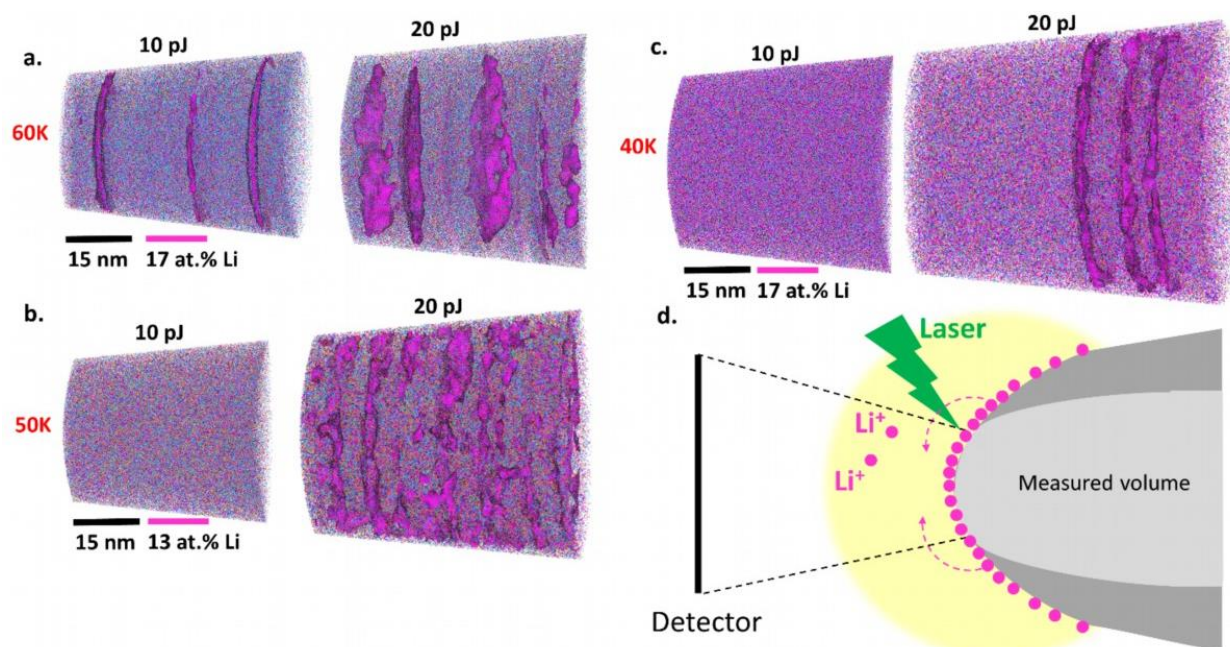 a.
10 pJ
20 pJ
60K
15 nm
17 at.% Li
b.
10 pJ
20 pJ
50K
15 nm
13 at.% Li
c.
10 pJ
20 pJ
40K
15 nm
17 at.% Li
d.
Laser
Li⁺
Li⁺
Measured volume
Detector